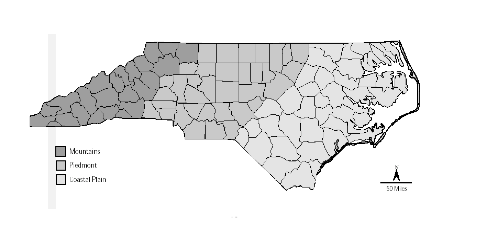 Mountains
Piedmont
Coastal Plain
N
50 Miles